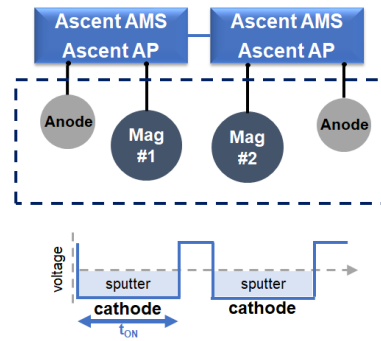 Ascent AMS
Ascent AP
Ascent AMS
Ascent AP
Anode
Mag
#1
Mag
#2
Anode
voltage
sputter
sputter
cathode
cathode
tON